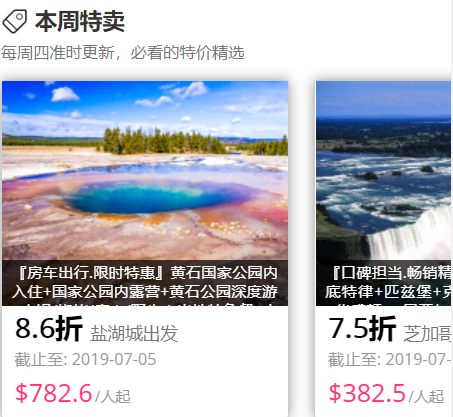 本周特卖
每周四准时更新，必看的特价精选
『房车出行.限时特惠』黄石国家公园内
入住+国家公园内露营+黄石公园深度游
8.6折 盐湖城出发
截止至: 2019-07-05
$782.6/人起
『口碑担当.畅销精
底特律+匹兹堡+克
7.5折 芝加哥
截止至: 2019-07-
$382.5/人起